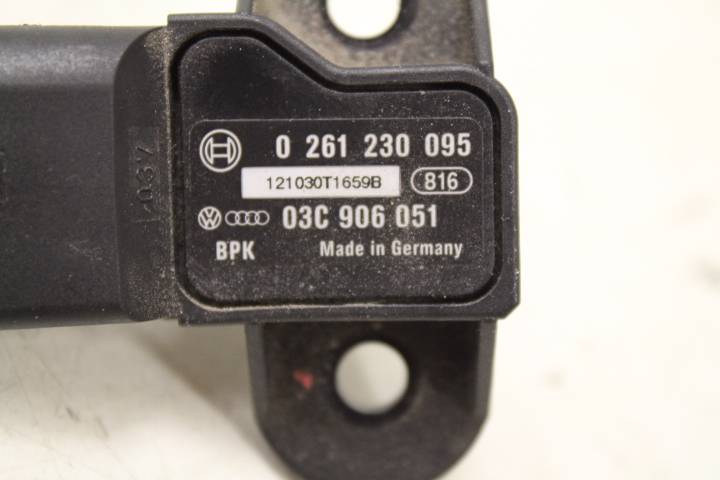 0 261 230 095
121030T1659B 816
03C 906 051
BPK Made in Germany